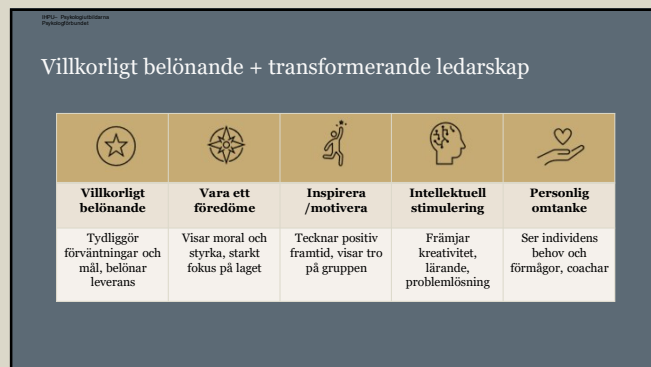 IHPU– Psykologiutbildarna
Psykologförbundet
Villkorligt belönande + transformerande ledarskap
Villkorligt
belönande
Vara ett
föredöme
Inspirera
/motivera
Intellektuell
stimulering
Personlig
omtanke
Tydliggör
förväntningar och
mål, belönar
leverans
Visar moral och
styrka, starkt
fokus på laget
Tecknar positiv
framtid, visar tro
på gruppen
Främjar
kreativitet,
lärande,
problemlösning
Ser individens
behov och
förmågor, coachar